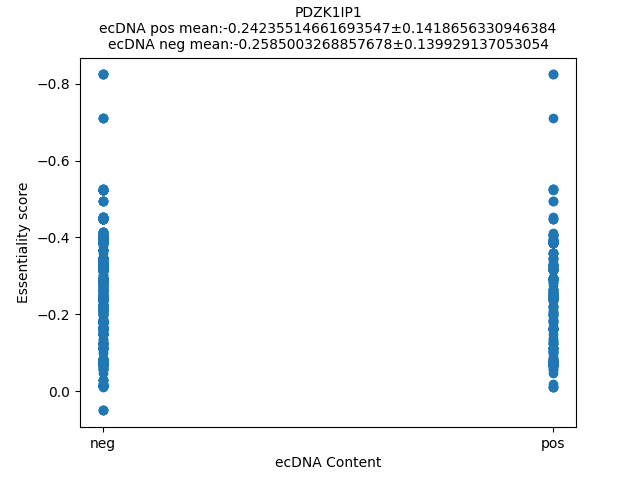 PDZK1IP1
ecDNA pos mean:-0.24235514661693547±0.1418656330946384
ecDNA neg mean:-0.2585003268857678±0.139929137053054
−0.8
−0.6
−0.4
−0.2
0.0
Essentiality score
neg
pos
ecDNA Content